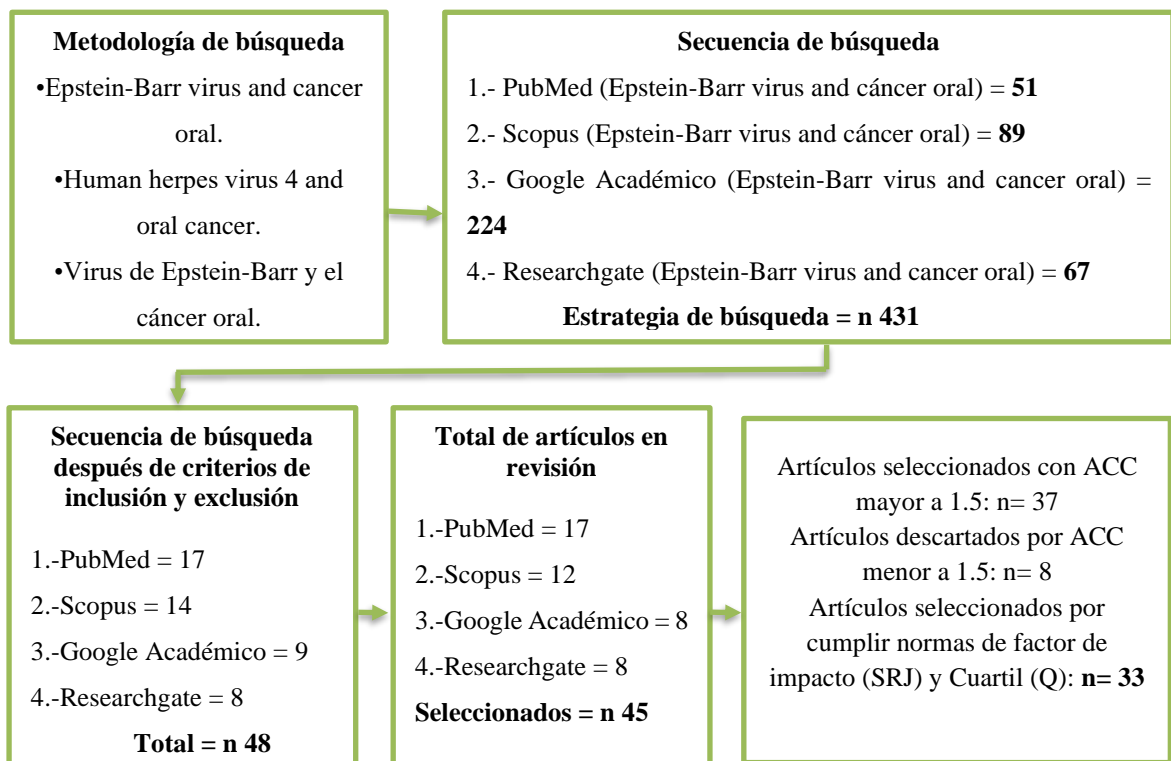 Metodología de búsqueda
•Epstein-Barr virus and cancer
oral.
•Human herpes virus 4 and
oral cancer.
•Virus de Epstein-Barr y el
cáncer oral.
Secuencia de búsqueda
1.- PubMed (Epstein-Barr virus and cáncer oral) = 51
2.- Scopus (Epstein-Barr virus and cáncer oral) = 89
3.- Google Académico (Epstein-Barr virus and cancer oral) =
224
4.- Researchgate (Epstein-Barr virus and cancer oral) = 67
Estrategia de búsqueda = n 431
Secuencia de búsqueda
después de criterios de
inclusión y exclusión
1.-PubMed = 17
2.-Scopus = 14
3.-Google Académico = 9
4.-Researchgate = 8
Total = n 48
Total de artículos en
revisión
1.-PubMed = 17
2.-Scopus = 12
3.-Google Académico = 8
4.-Researchgate = 8
Seleccionados = n 45
Artículos seleccionados con ACC
mayor a 1.5: n= 37
Artículos descartados por ACC
menor a 1.5: n= 8
Artículos seleccionados por
cumplir normas de factor de
impacto (SRJ) y Cuartil (Q): n= 33